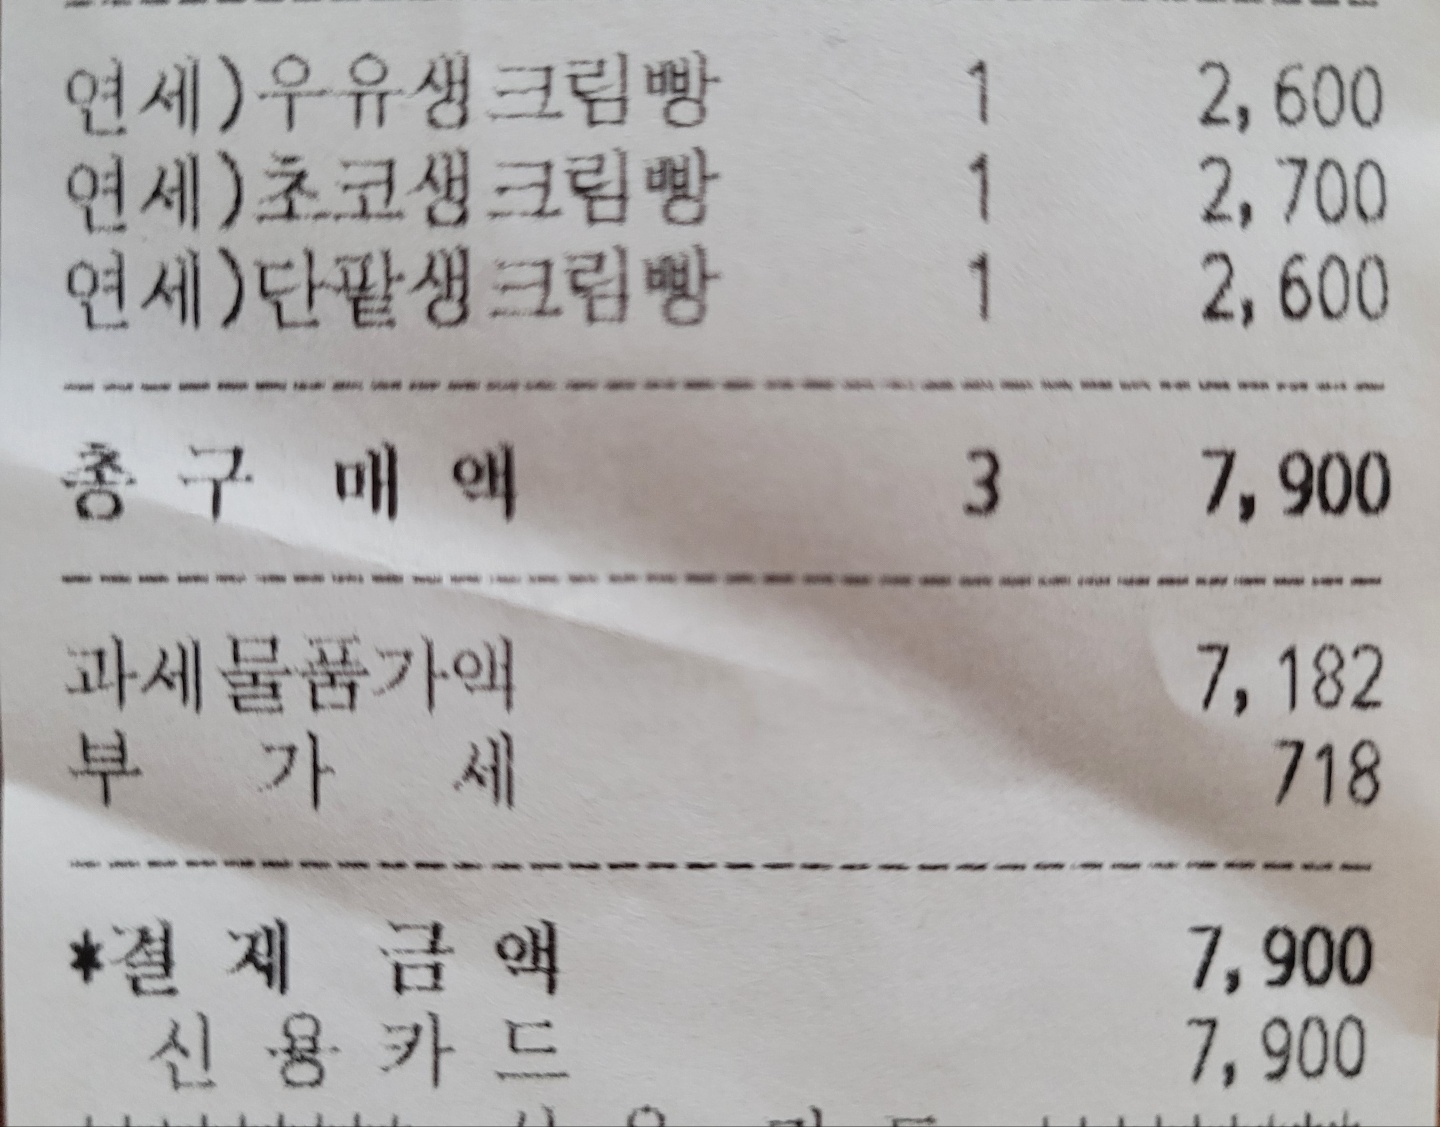 연세)우유생크림빵 1 2,600
연세)초코생크림빵 1 2,700
연세)단팥생크림빵 1 2,600
총 구 매 액 3 7,900
과세물품가액 7,182
부 가 세 718
*결 제 금 액 7,900
신 용 카 드 7,900